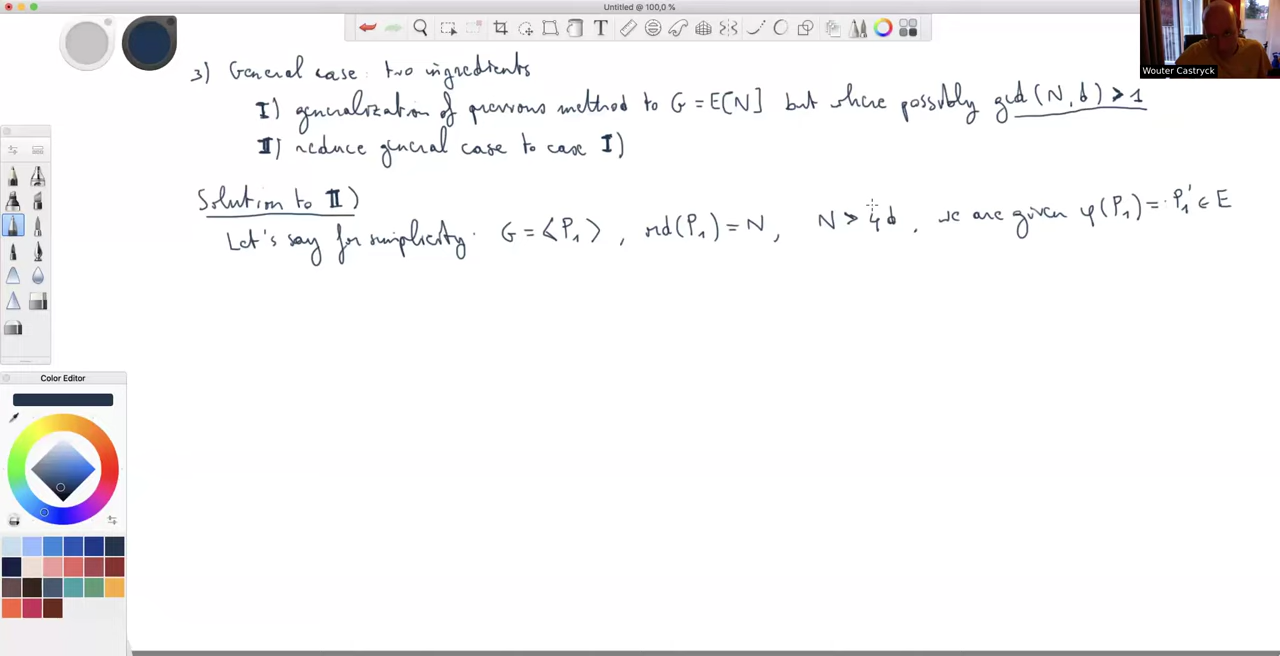 Untitled @ 100,0 %
Wouter Castryck
3) General case: two ingredients
I) generalization of previous method to G = E[N] but where possibly gcd(N, d) > 1
II) reduce general case to case I)
Solution to II)
Let's say for simplicity: G = <P₁>, ord(P₁) = N, N > 4d, we are given φ(P₁) = P₁' ∈ E
Color Editor